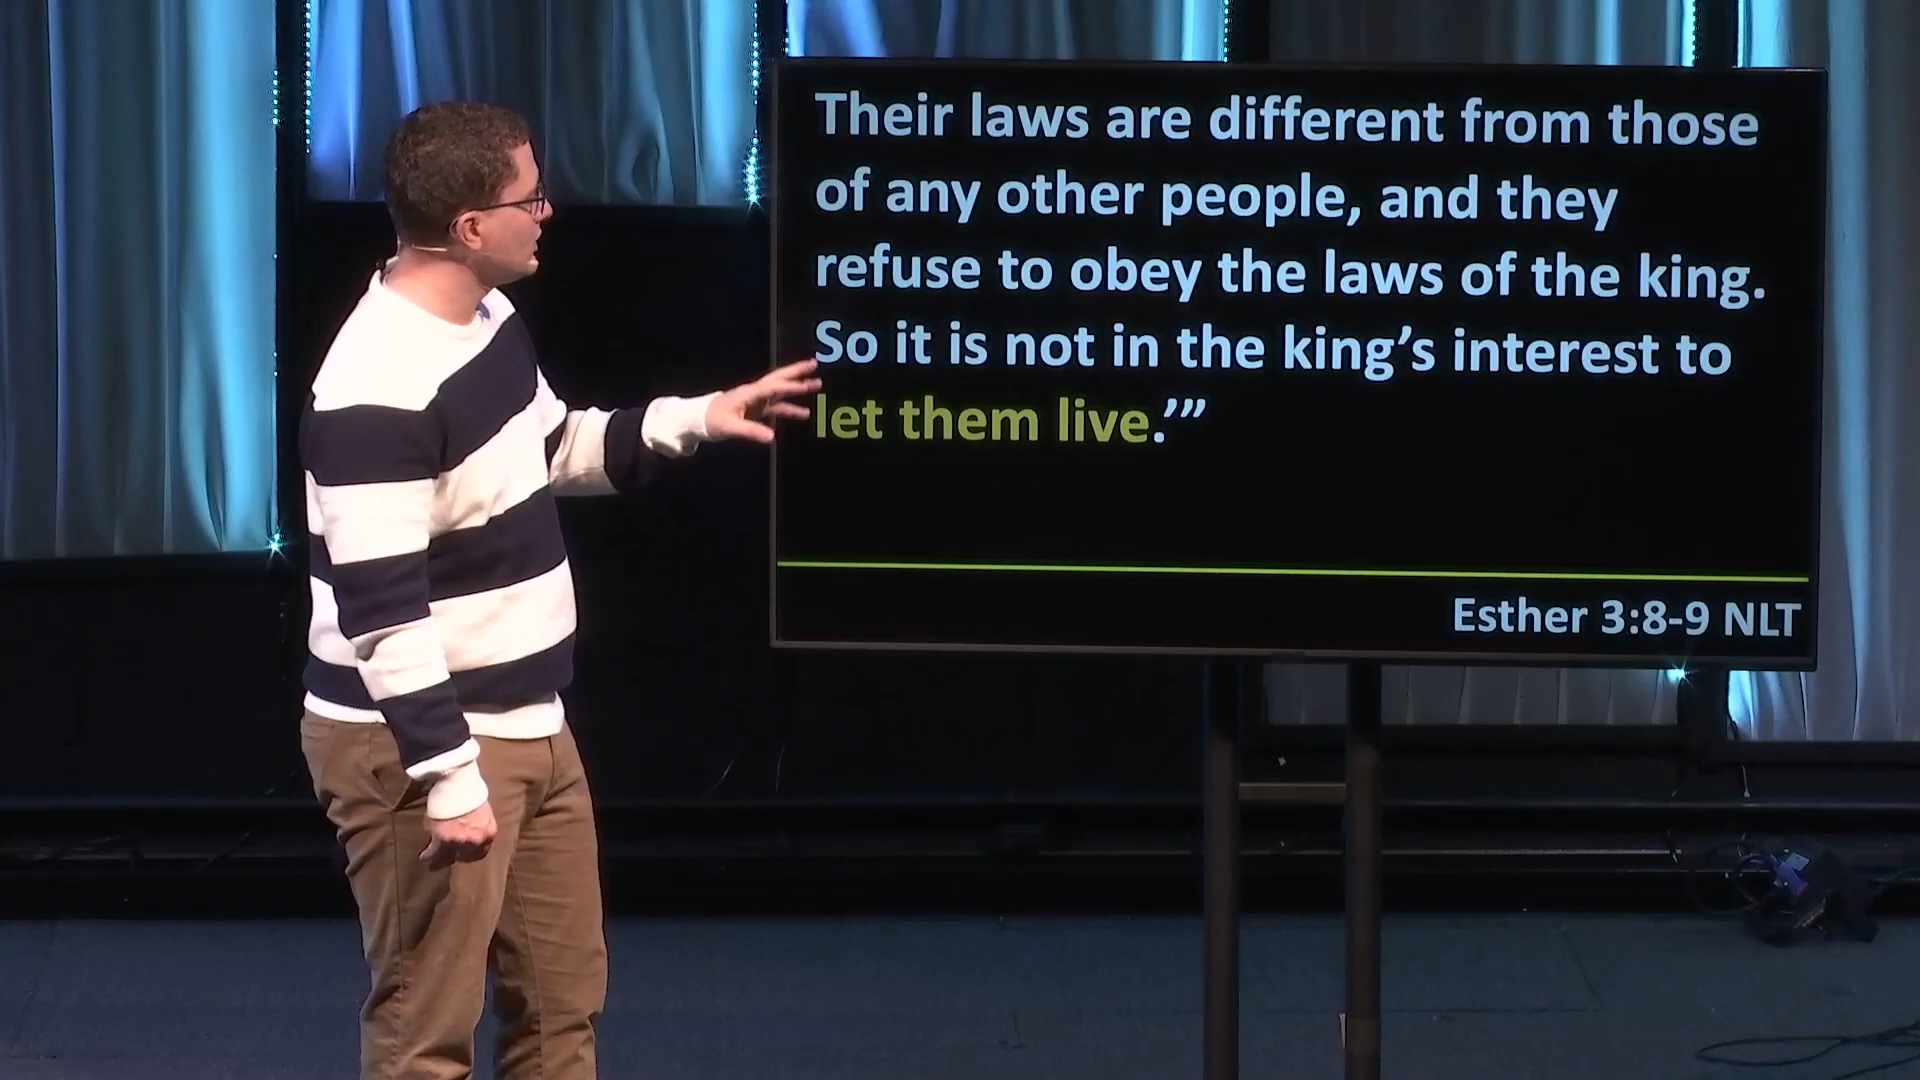 Their laws are different from those
of any other people, and they
refuse to obey the laws of the king.
So it is not in the king’s interest to
let them live.’”
Esther 3:8-9 NLT